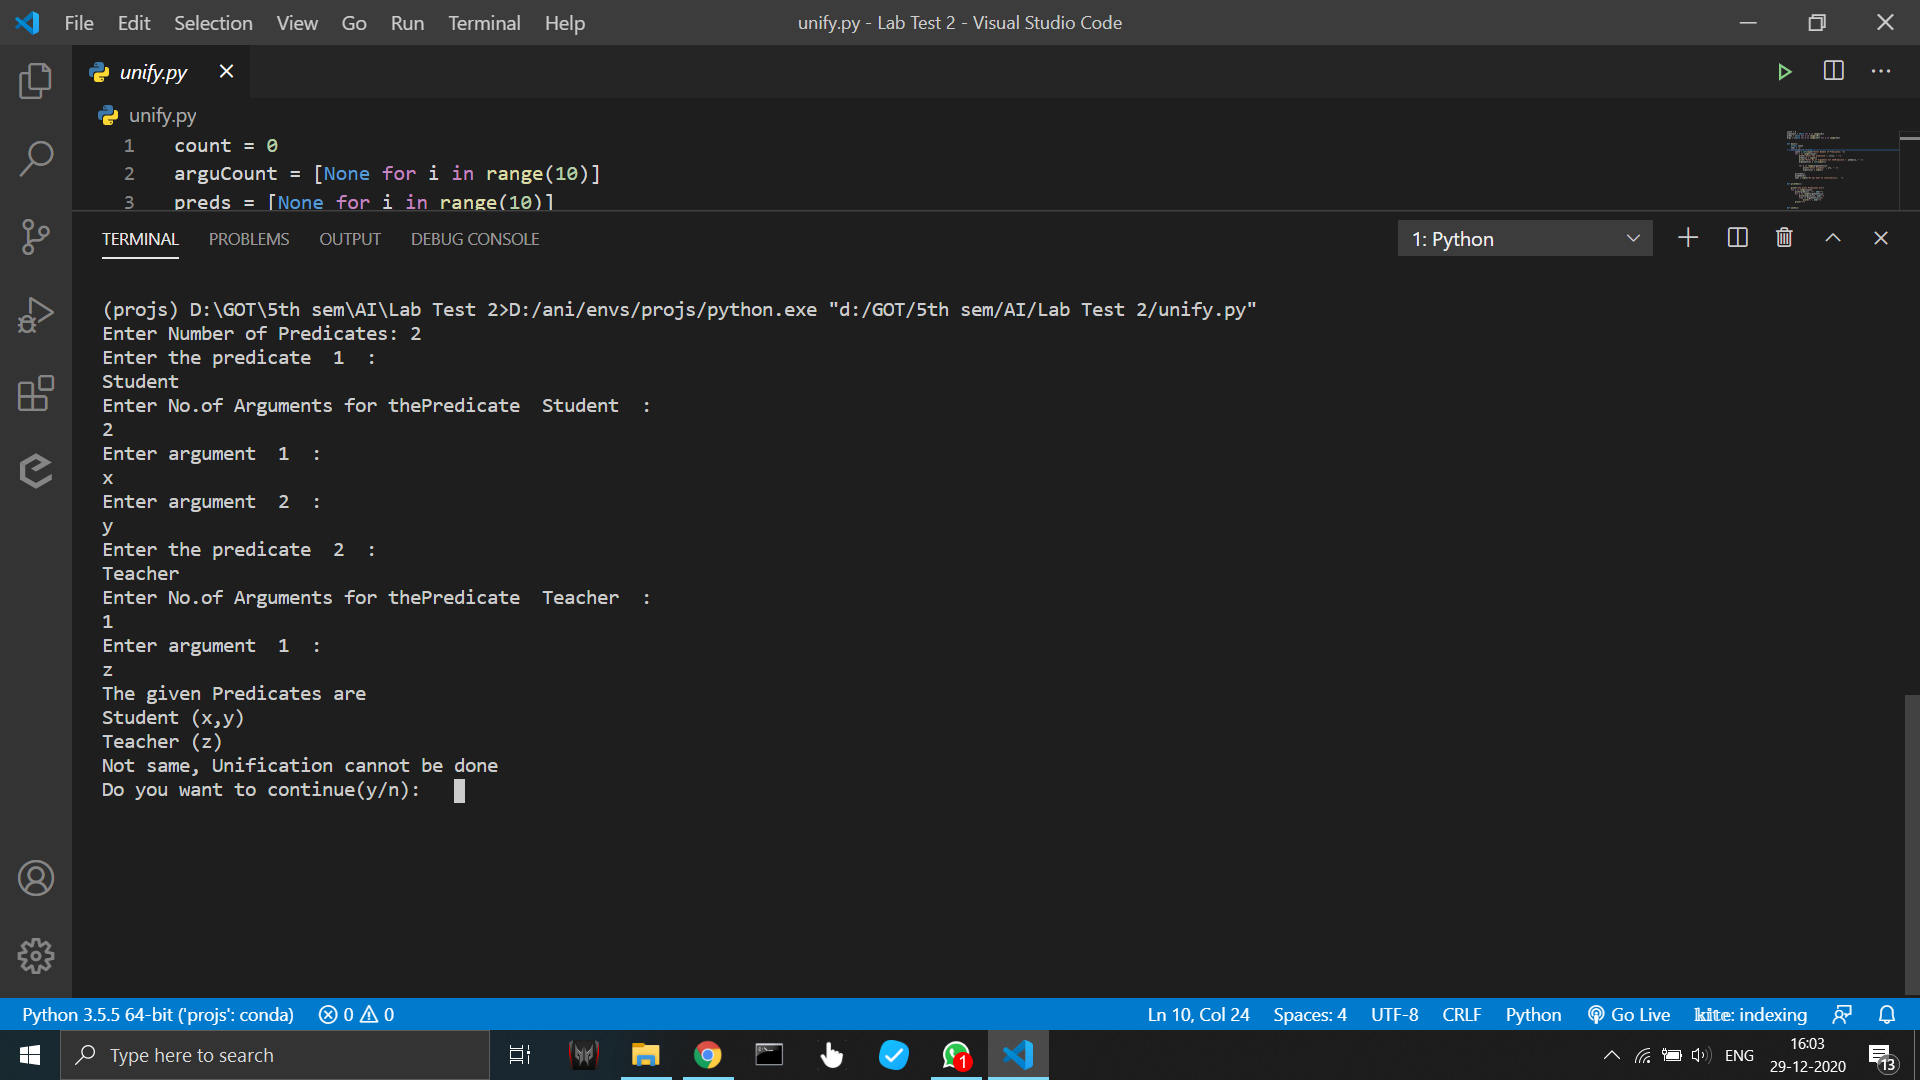 File Edit Selection View Go Run Terminal Help unify.py - Lab Test 2 - Visual Studio Code
unify.py
unify.py
1 count = 0
2 arguCount = [None for i in range(10)]
3 preds = [None for i in range(10)]
TERMINAL PROBLEMS OUTPUT DEBUG CONSOLE 1: Python
(projs) D:\GOT\5th sem\AI\Lab Test 2>D:/ani/envs/projs/python.exe "d:/GOT/5th sem/AI/Lab Test 2/unify.py"
Enter Number of Predicates: 2
Enter the predicate  1  :
Student
Enter No.of Arguments for thePredicate  Student  :
2
Enter argument  1  :
x
Enter argument  2  :
y
Enter the predicate  2  :
Teacher
Enter No.of Arguments for thePredicate  Teacher  :
1
Enter argument  1  :
z
The given Predicates are
Student (x,y)
Teacher (z)
Not same, Unification cannot be done
Do you want to continue(y/n):
Python 3.5.5 64-bit ('projs': conda) 0 0 Ln 10, Col 24 Spaces: 4 UTF-8 CRLF Python Go Live kite: indexing
Type here to search 1 ENG 16:03
29-12-2020 13